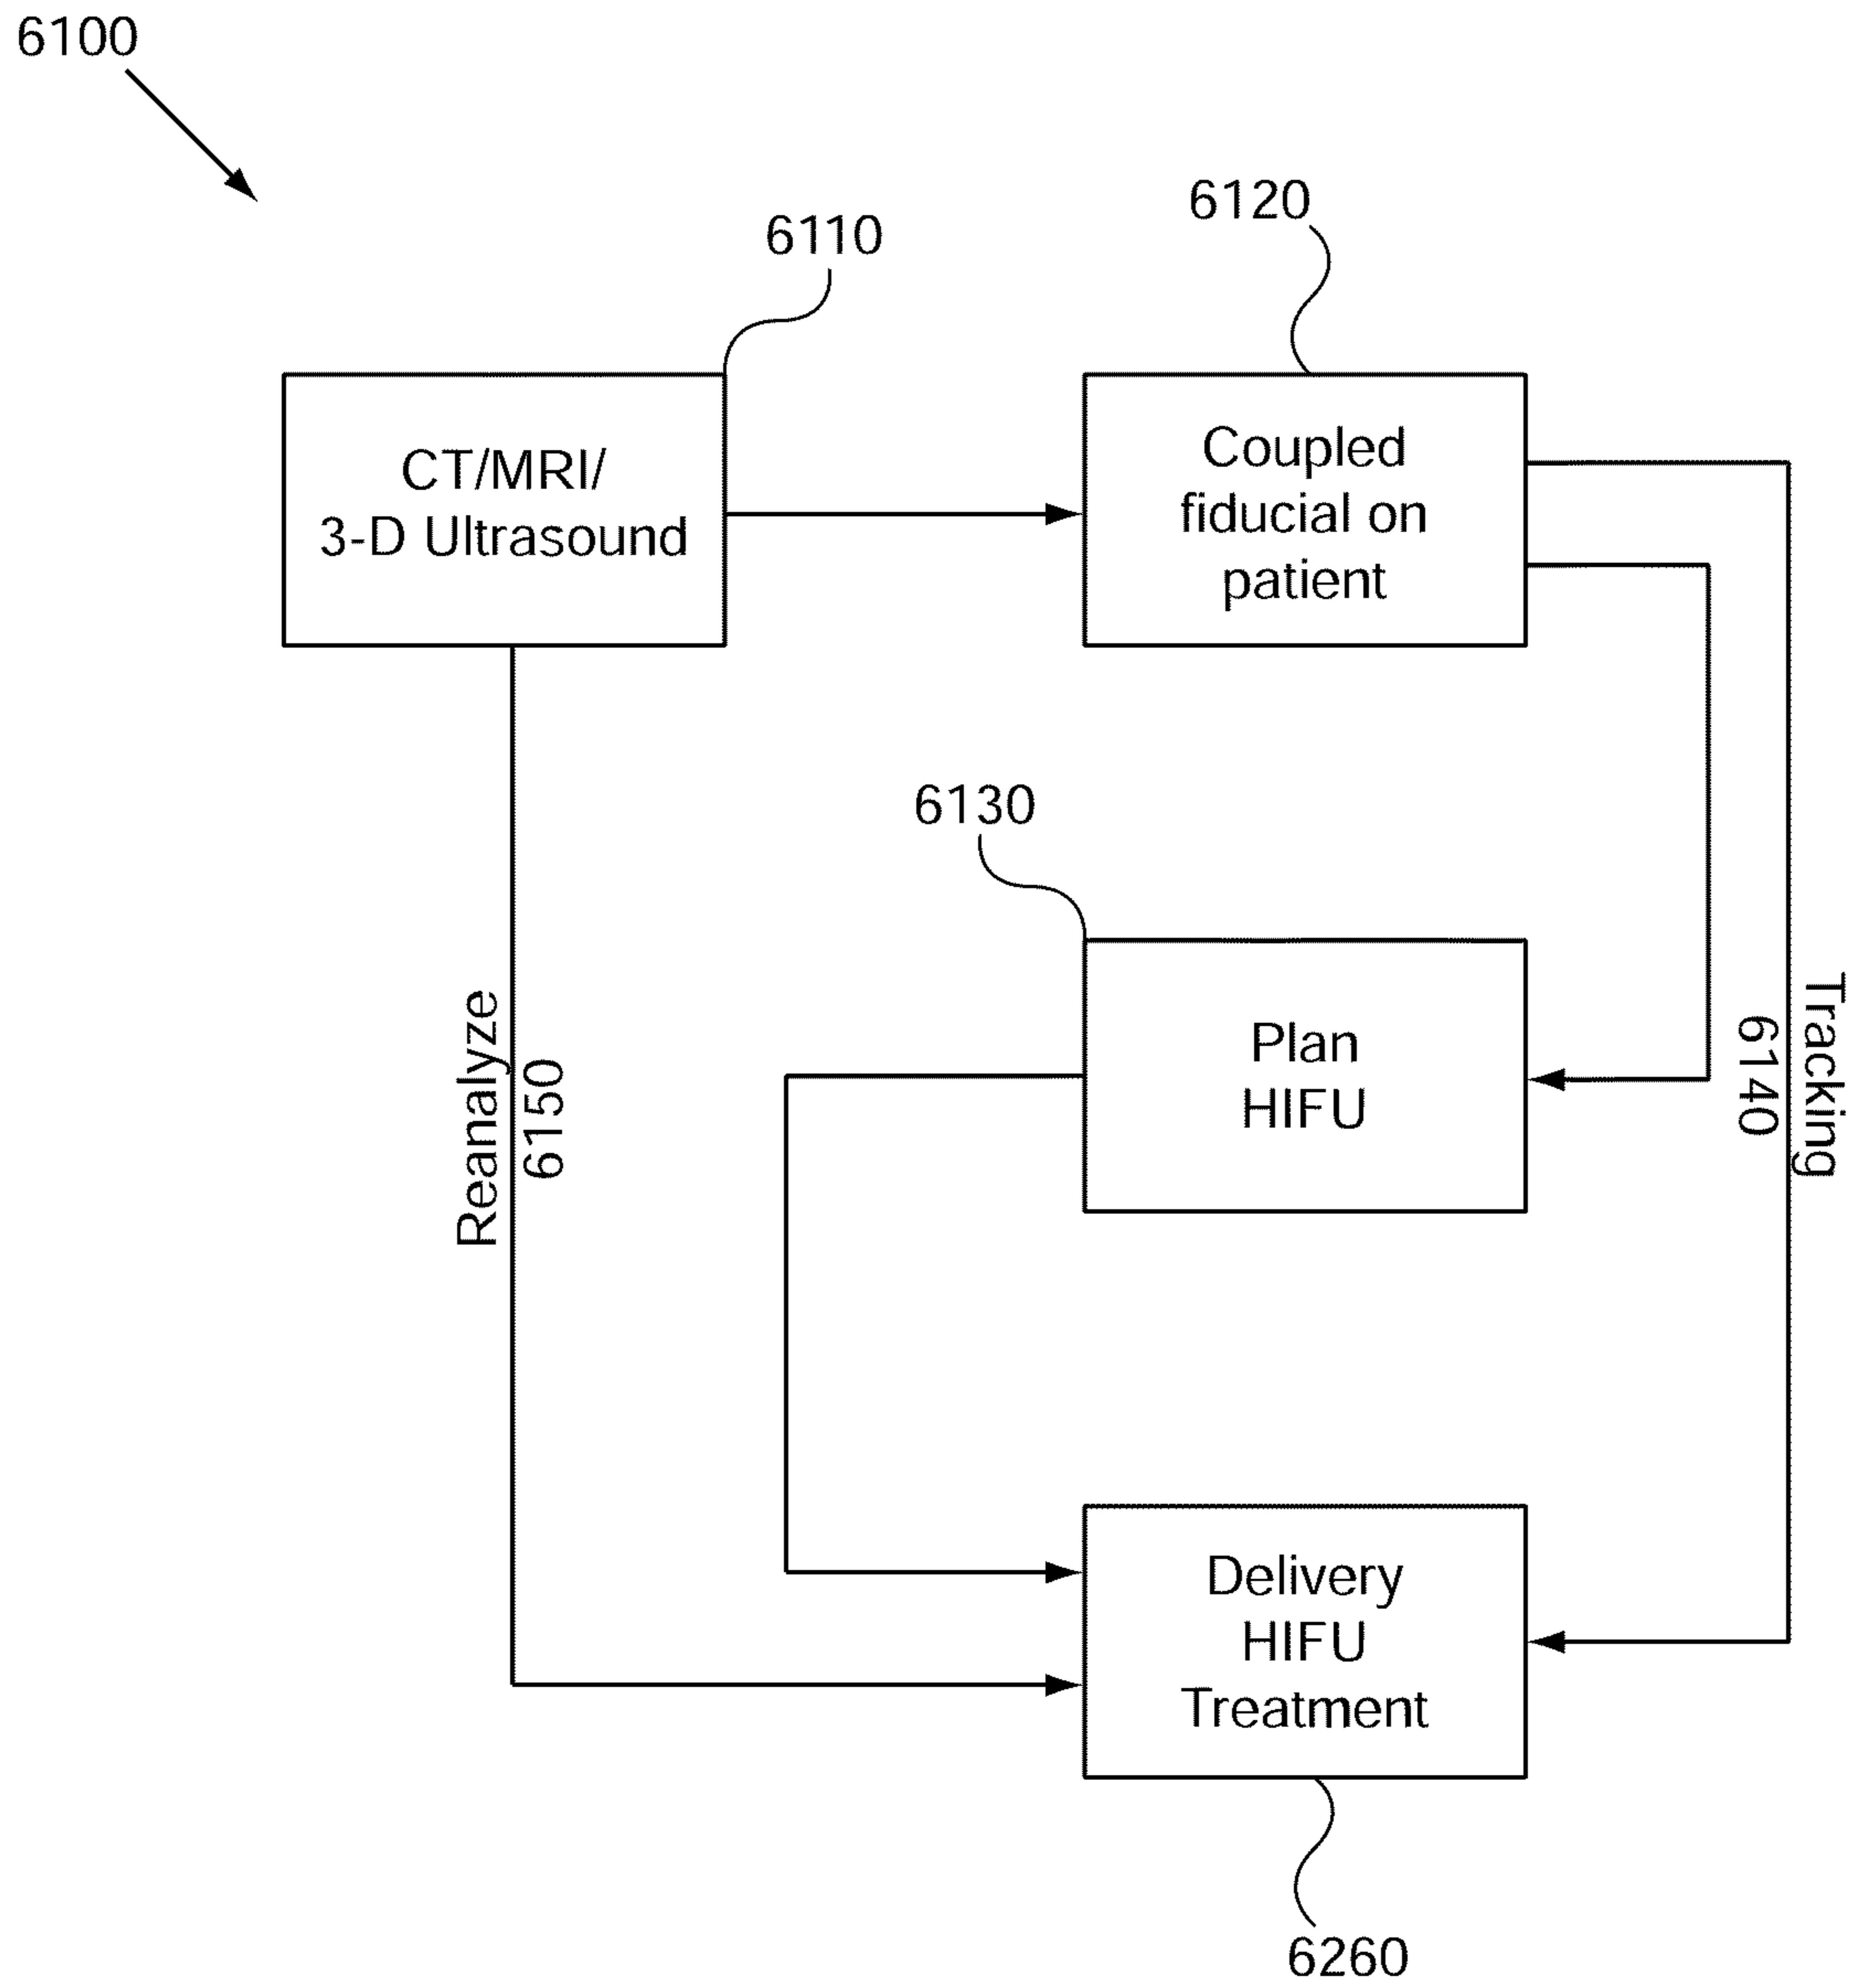 6100
6110
6120
CT/MRI/
3-D Ultrasound
Coupled
fiducial on
patient
6130
Plan
HIFU
Reanalyze
6150
Tracking
6140
Delivery
HIFU
Treatment
6260